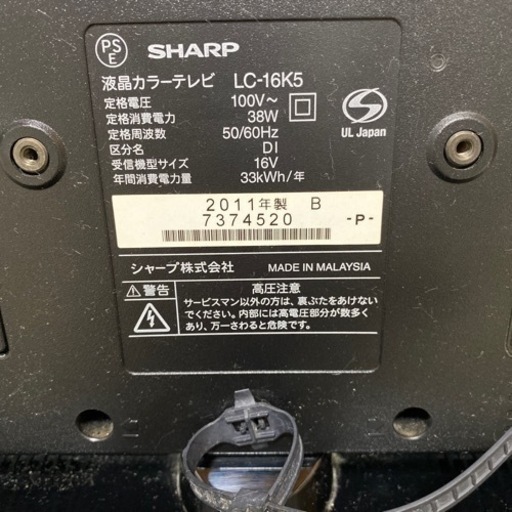 PS
E
SHARP
液晶カラーテレビ LC-16K5
定格電圧 100V～
定格消費電力 38W
定格周波数 50/60Hz
区分名 DI
受信機型サイズ 16V
年間消費電力量 33kWh/年
UL Japan
2011年製 B
7374520 -P-
シャープ株式会社 MADE IN MALAYSIA
警告 高圧注意
サービスマン以外の方は、裏ぶたをあけない
でください。内部には高電圧部分が数多く
あり、万一さわると危険です。